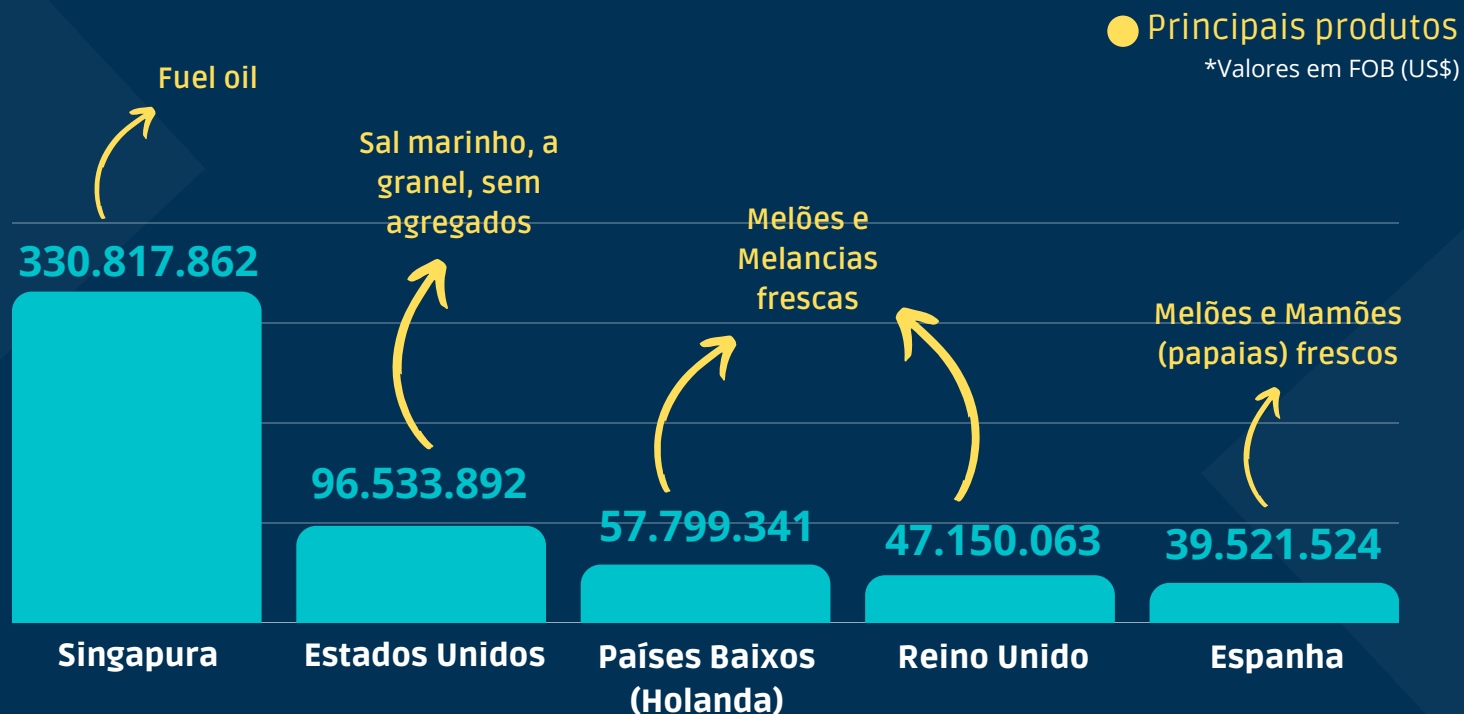 Principais produtos
*Valores em FOB (US$)
Fuel oil
Sal marinho, a
granel, sem
agregados
Melões e
Melancias
frescas
Melões e Mamões
(papaias) frescos
330.817.862
96.533.892
57.799.341
47.150.063
39.521.524
Singapura
Estados Unidos
Países Baixos
(Holanda)
Reino Unido
Espanha